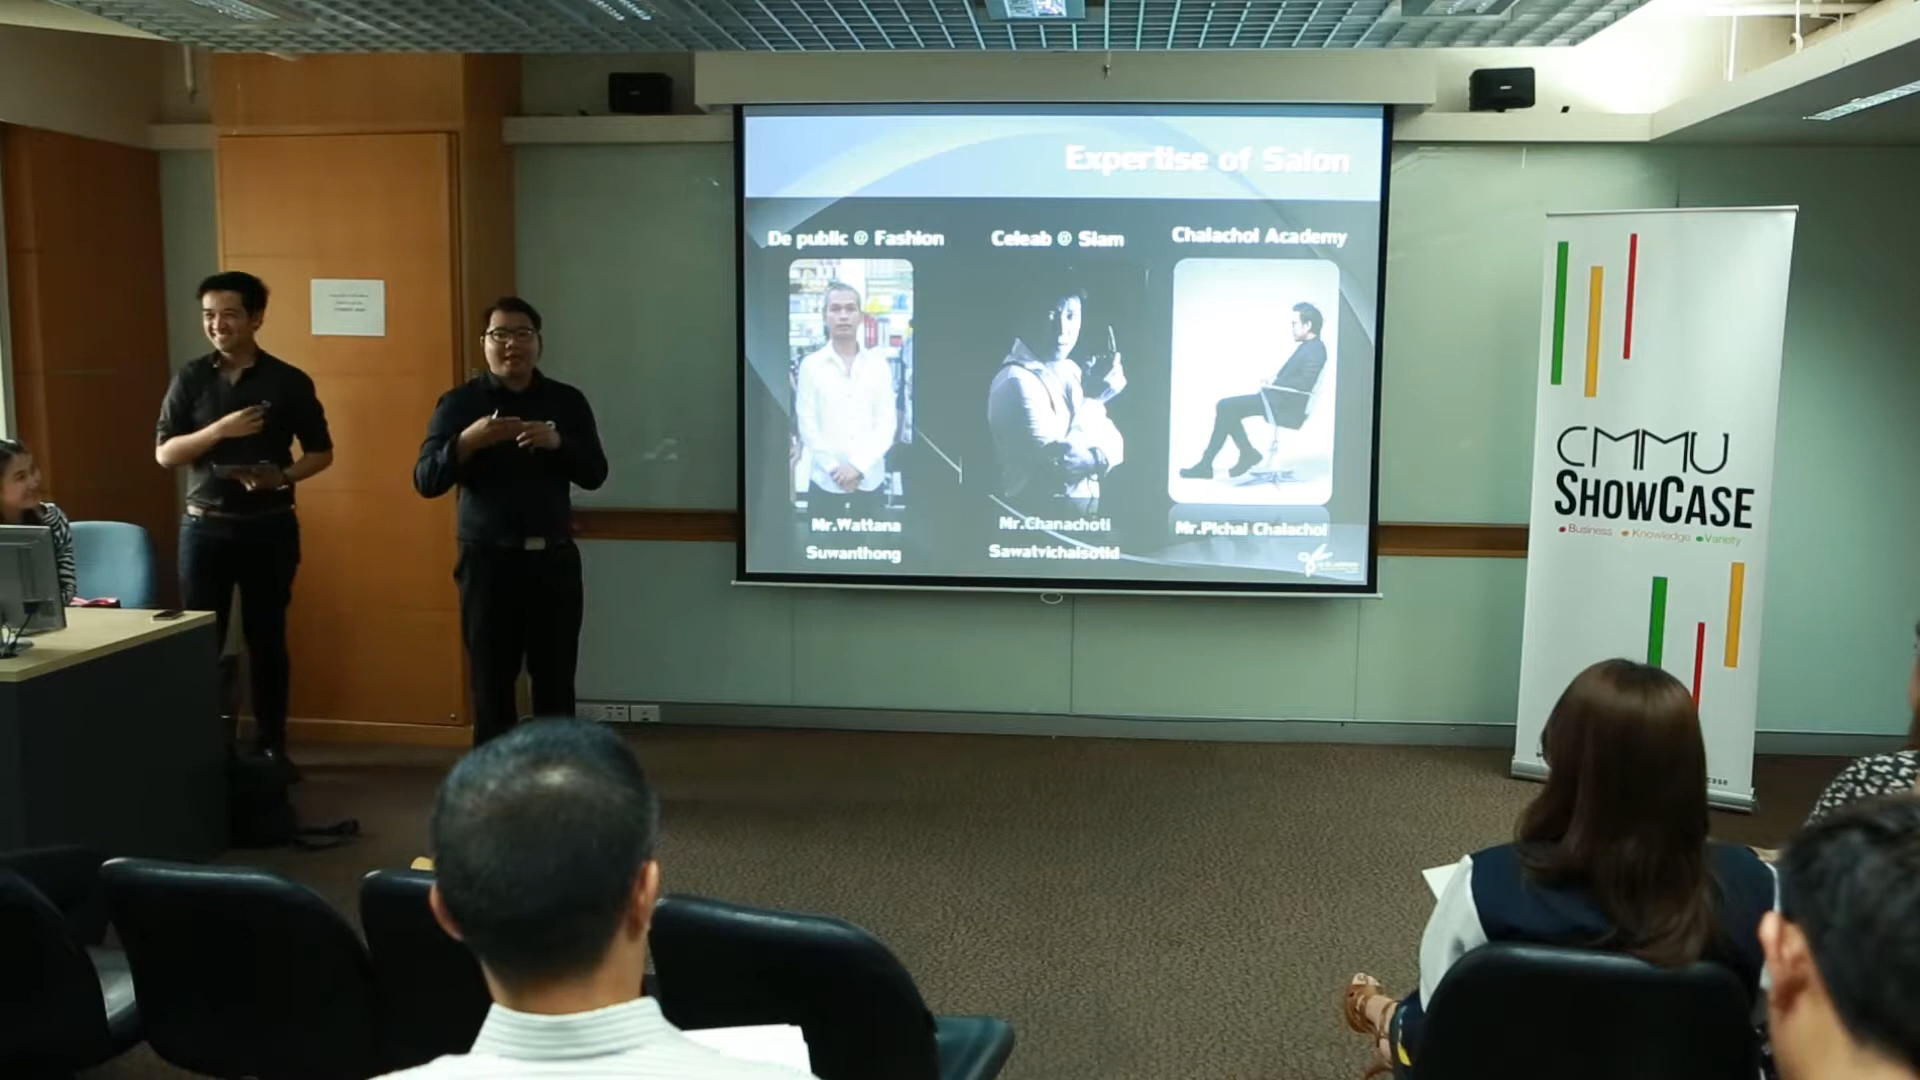 Expertise of Salon
De public @ Fashion
Celeab @ Siam
Chalachol Academy
Mr.Wattana
Suwanthong
Mr.Chanachoti
Sawatvichaisotid
Mr.Pichai Chalachol
CMMU
SHOWCASE
Business Knowledge Variety